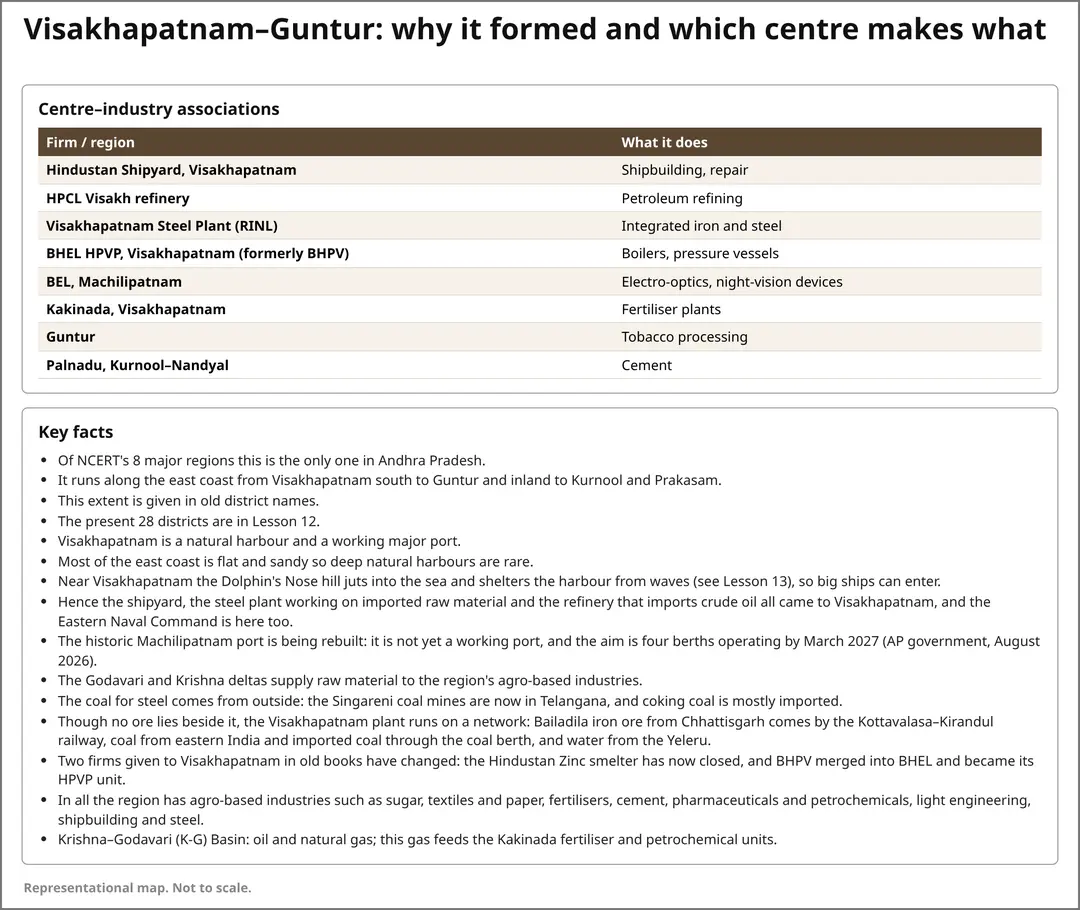 Visakhapatnam–Guntur: why it formed and which centre makes what
Centre–industry associations
Firm / region What it does
Hindustan Shipyard, Visakhapatnam Shipbuilding, repair
HPCL Visakh refinery Petroleum refining
Visakhapatnam Steel Plant (RINL) Integrated iron and steel
BHEL HPVP, Visakhapatnam (formerly BHPV) Boilers, pressure vessels
BEL, Machilipatnam Electro-optics, night-vision devices
Kakinada, Visakhapatnam Fertiliser plants
Guntur Tobacco processing
Palnadu, Kurnool–Nandyal Cement
Key facts
• Of NCERT's 8 major regions this is the only one in Andhra Pradesh.
• It runs along the east coast from Visakhapatnam south to Guntur and inland to Kurnool and Prakasam.
• This extent is given in old district names.
• The present 28 districts are in Lesson 12.
• Visakhapatnam is a natural harbour and a working major port.
• Most of the east coast is flat and sandy so deep natural harbours are rare.
• Near Visakhapatnam the Dolphin's Nose hill juts into the sea and shelters the harbour from waves (see Lesson 13), so big ships can enter.
• Hence the shipyard, the steel plant working on imported raw material and the refinery that imports crude oil all came to Visakhapatnam, and the
Eastern Naval Command is here too.
• The historic Machilipatnam port is being rebuilt: it is not yet a working port, and the aim is four berths operating by March 2027 (AP government, August
2026).
• The Godavari and Krishna deltas supply raw material to the region's agro-based industries.
• The coal for steel comes from outside: the Singareni coal mines are now in Telangana, and coking coal is mostly imported.
• Though no ore lies beside it, the Visakhapatnam plant runs on a network: Bailadila iron ore from Chhattisgarh comes by the Kottavalasa–Kirandul
railway, coal from eastern India and imported coal through the coal berth, and water from the Yeleru.
• Two firms given to Visakhapatnam in old books have changed: the Hindustan Zinc smelter has now closed, and BHPV merged into BHEL and became its
HPVP unit.
• In all the region has agro-based industries such as sugar, textiles and paper, fertilisers, cement, pharmaceuticals and petrochemicals, light engineering,
shipbuilding and steel.
• Krishna–Godavari (K-G) Basin: oil and natural gas; this gas feeds the Kakinada fertiliser and petrochemical units.
Representational map. Not to scale.